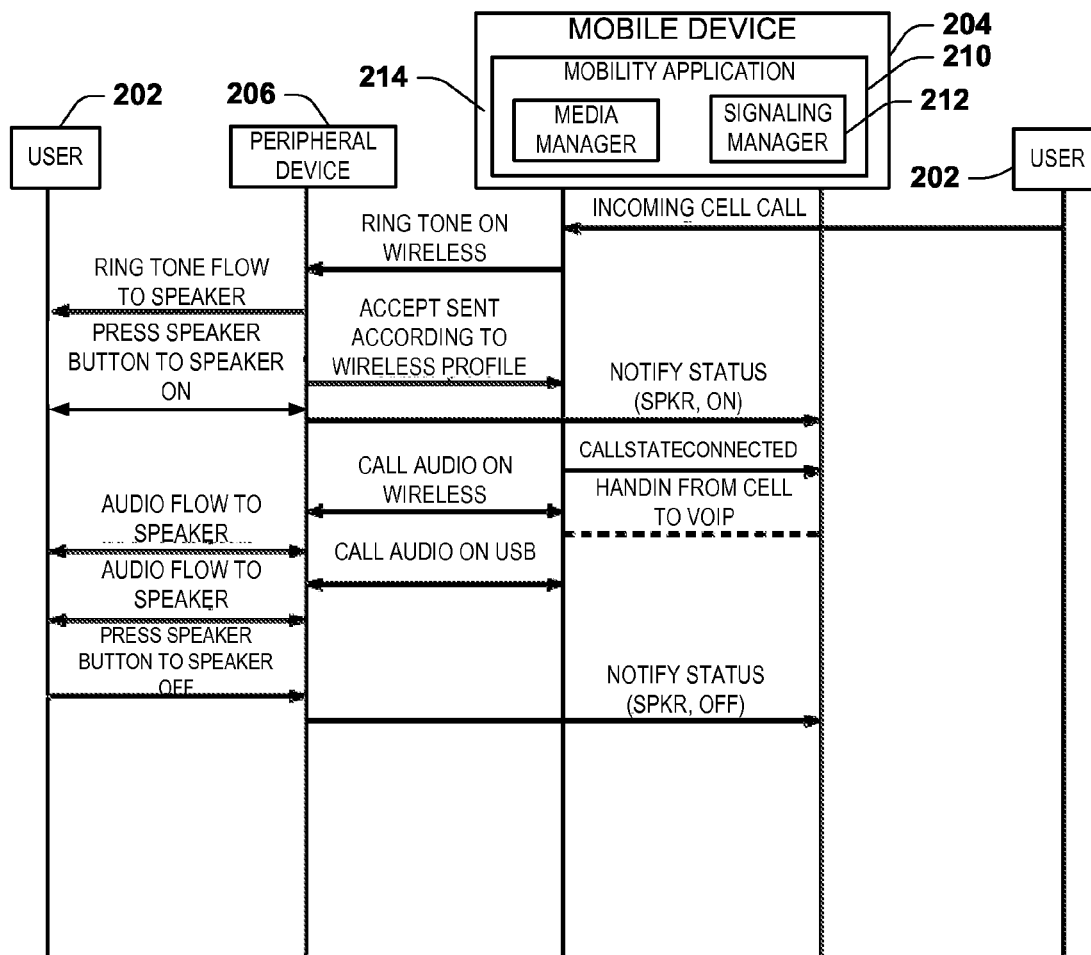 MOBILE DEVICE
204
MOBILITY APPLICATION
210
214
MEDIA
MANAGER
SIGNALING
MANAGER
212
202
USER
206
PERIPHERAL
DEVICE
202
USER
INCOMING CELL CALL
RING TONE ON
WIRELESS
RING TONE FLOW
TO SPEAKER
ACCEPT SENT
ACCORDING TO
WIRELESS PROFILE
PRESS SPEAKER
BUTTON TO SPEAKER
ON
NOTIFY STATUS
(SPKR, ON)
CALLSTATECONNECTED
CALL AUDIO ON
WIRELESS
HANDIN FROM CELL
TO VOIP
AUDIO FLOW TO
SPEAKER
CALL AUDIO ON USB
AUDIO FLOW TO
SPEAKER
PRESS SPEAKER
BUTTON TO SPEAKER
OFF
NOTIFY STATUS
(SPKR, OFF)